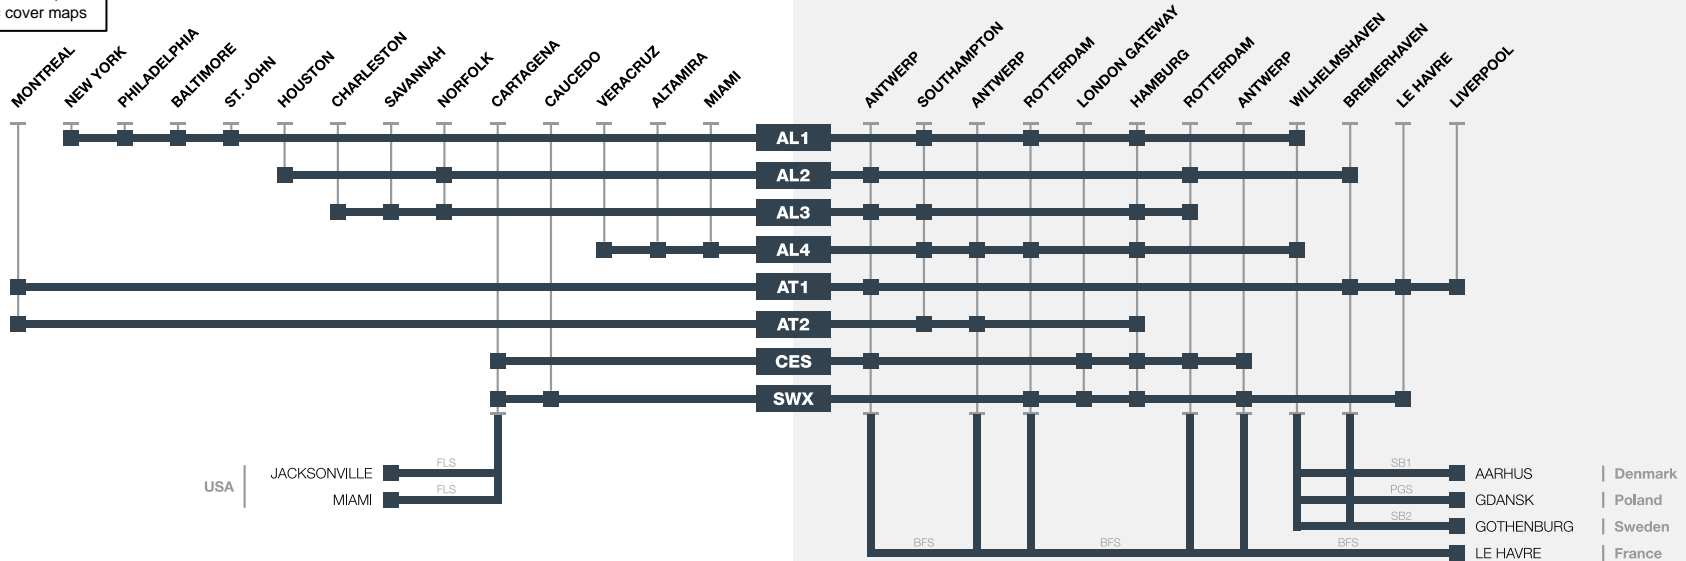 cover maps
MONTREAL
NEW YORK
PHILADELPHIA
BALTIMORE
ST. JOHN
HOUSTON
CHARLESTON
SAVANNAH
NORFOLK
CARTAGENA
CAUCEDO
VERACRUZ
ALTAMIRA
MIAMI
ANTWERP
SOUTHAMPTON
ANTWERP
ROTTERDAM
LONDON GATEWAY
HAMBURG
ROTTERDAM
ANTWERP
WILHELMSHAVEN
BREMERHAVEN
LE HAVRE
LIVERPOOL
AL1
AL2
AL3
AL4
AT1
AT2
CES
SWX
USA
JACKSONVILLE
FLS
MIAMI
FLS
SB1
AARHUS
Denmark
PGS
GDANSK
Poland
SB2
GOTHENBURG
Sweden
BFS
BFS
BFS
LE HAVRE
France